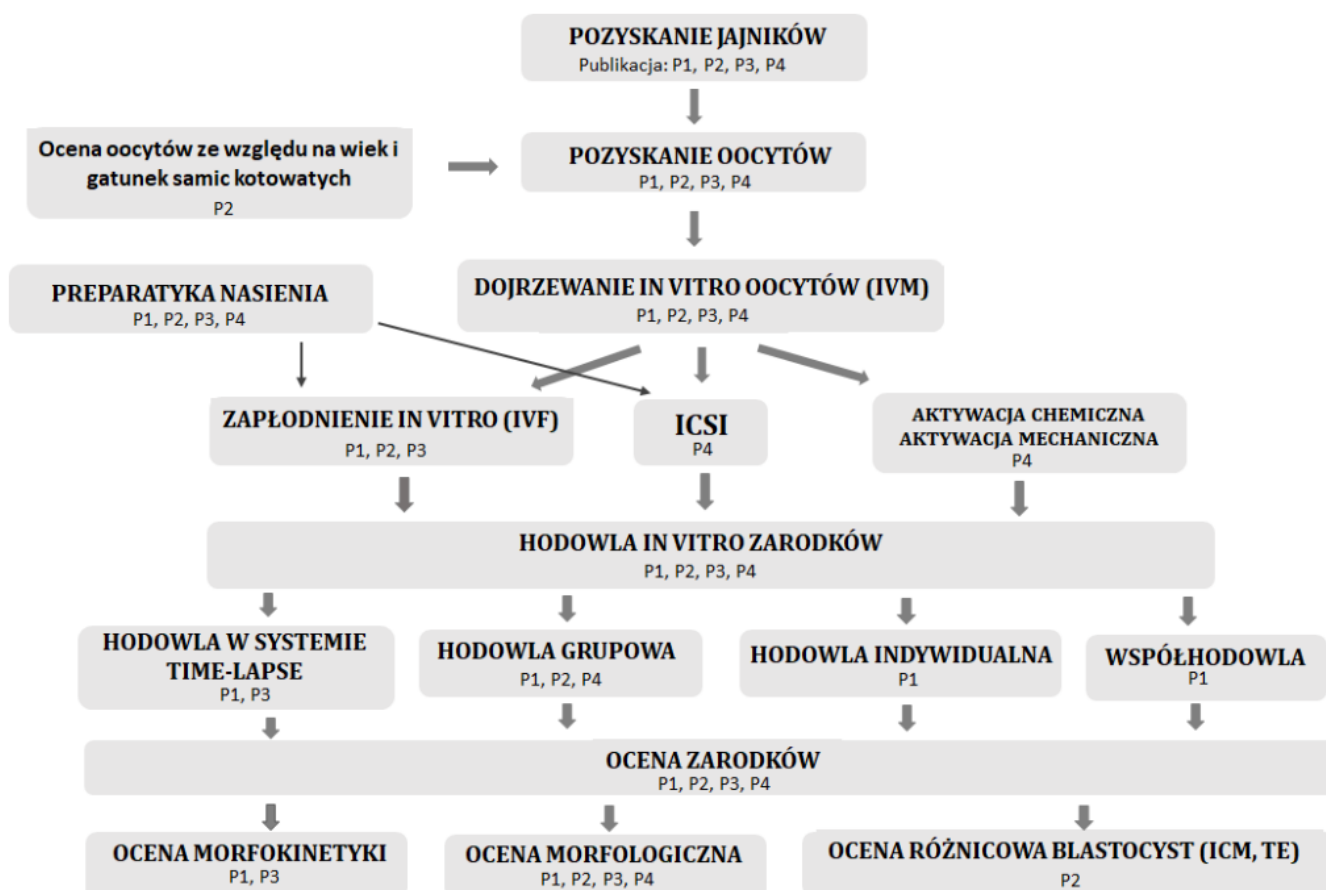 POZYSKANIE JAJNIKÓW
Publikacja: P1, P2, P3, P4
Ocena oocytów ze względu na wiek i
gatunek samic kotowatych
P2
POZYSKANIE OOCYTÓW
P1, P2, P3, P4
PREPARATYKA NASIENIA
P1, P2, P3, P4
DOJRZEWANIE IN VITRO OOCYTÓW (IVM)
P1, P2, P3, P4
ZAPŁODNIENIE IN VITRO (IVF)
P1, P2, P3
ICSI
P4
AKTYWACJA CHEMICZNA
AKTYWACJA MECHANICZNA
P4
HODOWLA IN VITRO ZARODKÓW
P1, P2, P3, P4
HODOWLA W SYSTEMIE
TIME-LAPSE
P1, P3
HODOWLA GRUPOWA
P1, P2, P4
HODOWLA INDYWIDUALNA
P1
WSPÓŁHODOWLA
P1
OCENA ZARODKÓW
P1, P2, P3, P4
OCENA MORFOKINETYKI
P1, P3
OCENA MORFOLOGICZNA
P1, P2, P3, P4
OCENA RÓŻNICOWA BLASTOCYST (ICM, TE)
P2